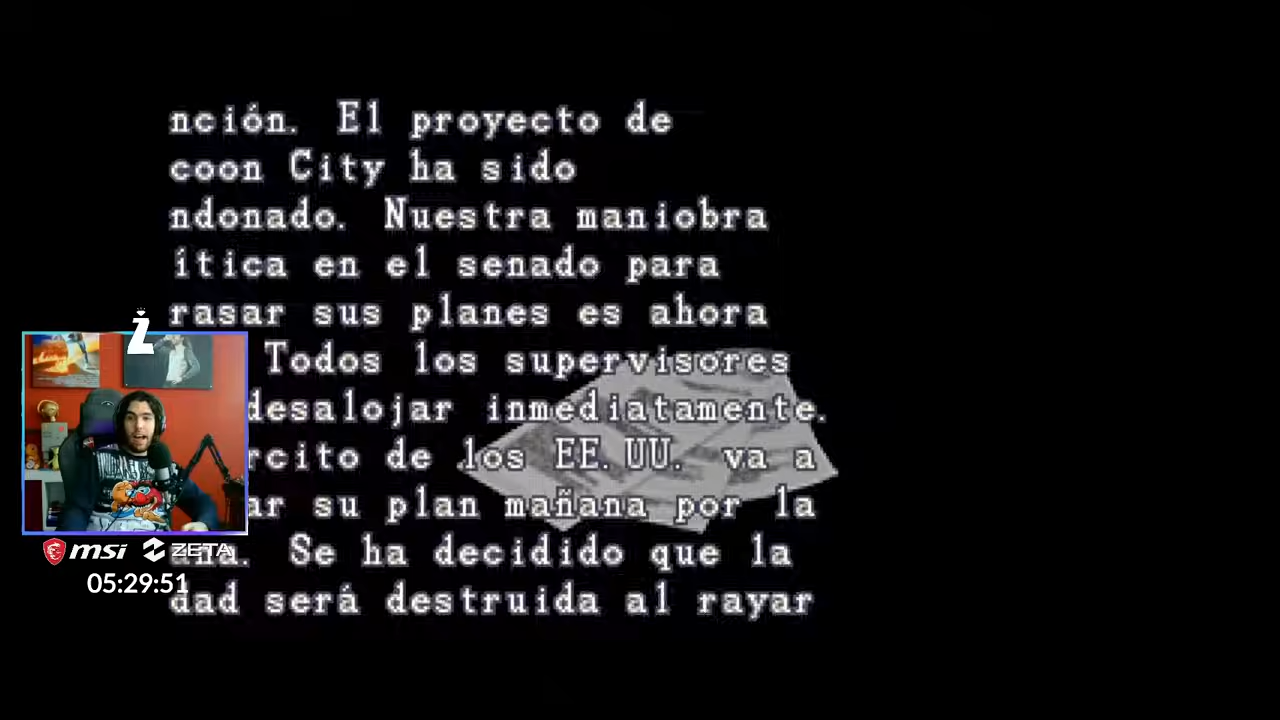 nción. El proyecto de
coon City ha sido
ndonado. Nuestra maniobra
ítica en el senado para
rasar sus planes es ahora
Todos los supervisores
desalojar inmediatamente.
rcito de los EE.UU. va a
ar su plan mañana por la
ana. Se ha decidido que la
dad será destruida al rayar
Z
msi ZETA
05:29:51